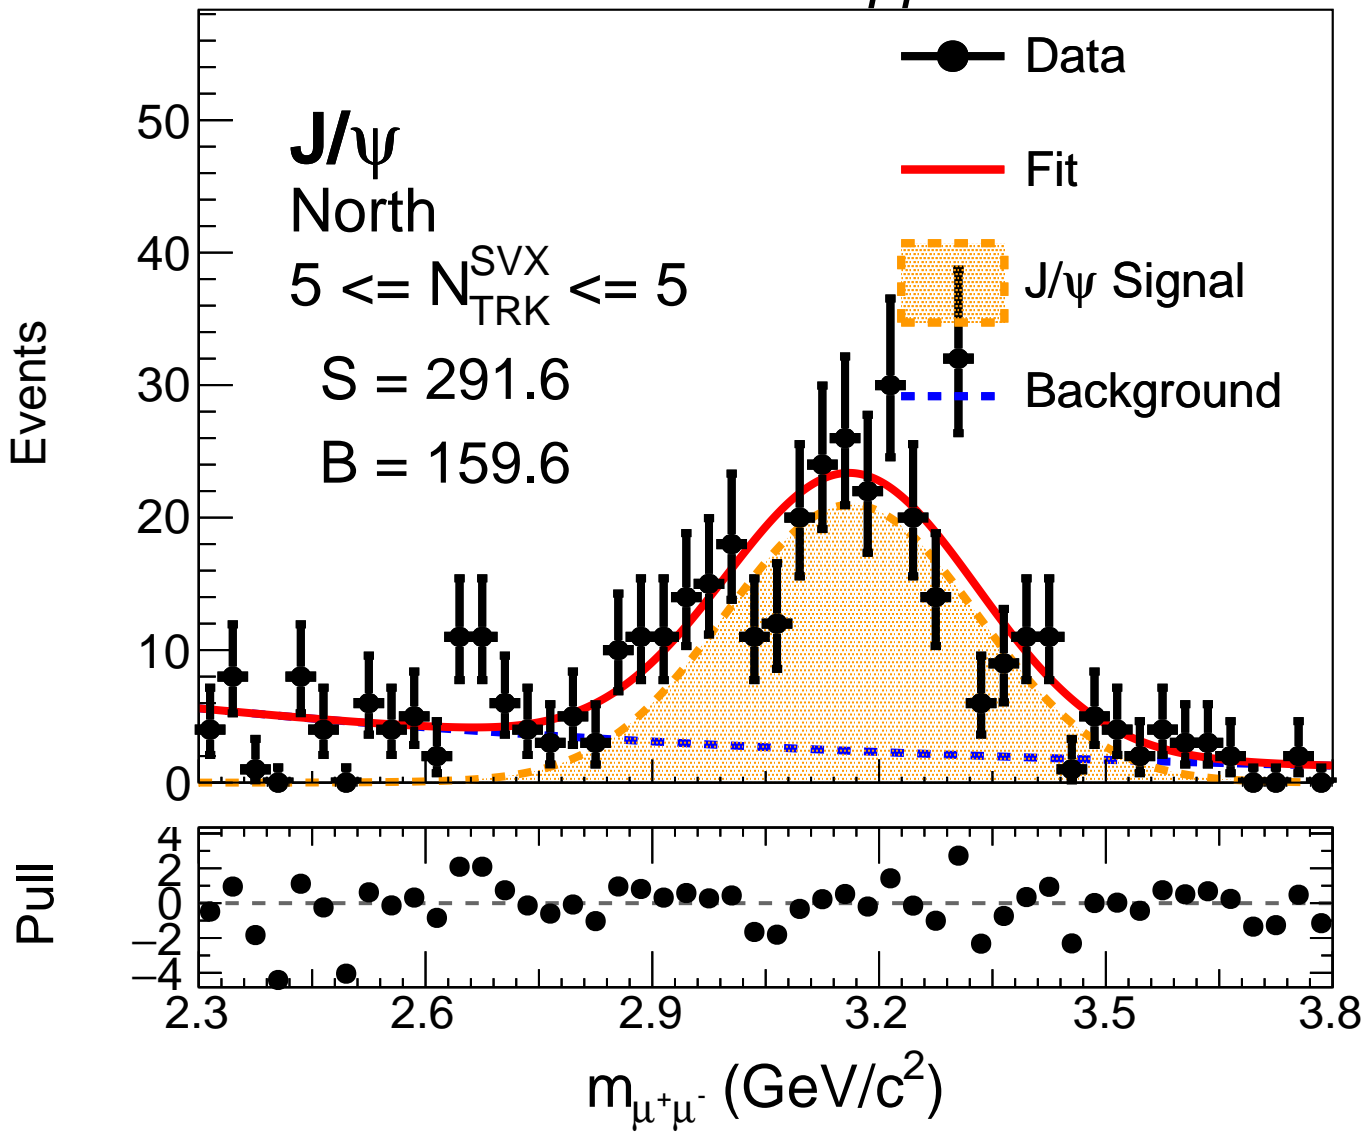 Data
Fit
J/ψ Signal
Background
J/ψ
North
5 <= N^SVX_TRK <= 5
S = 291.6
B = 159.6
Events
50
40
30
20
10
0
Pull
4
2
0
−2
−4
2.3 2.6 2.9 3.2 3.5 3.8
m_μ⁺μ⁻ (GeV/c²)